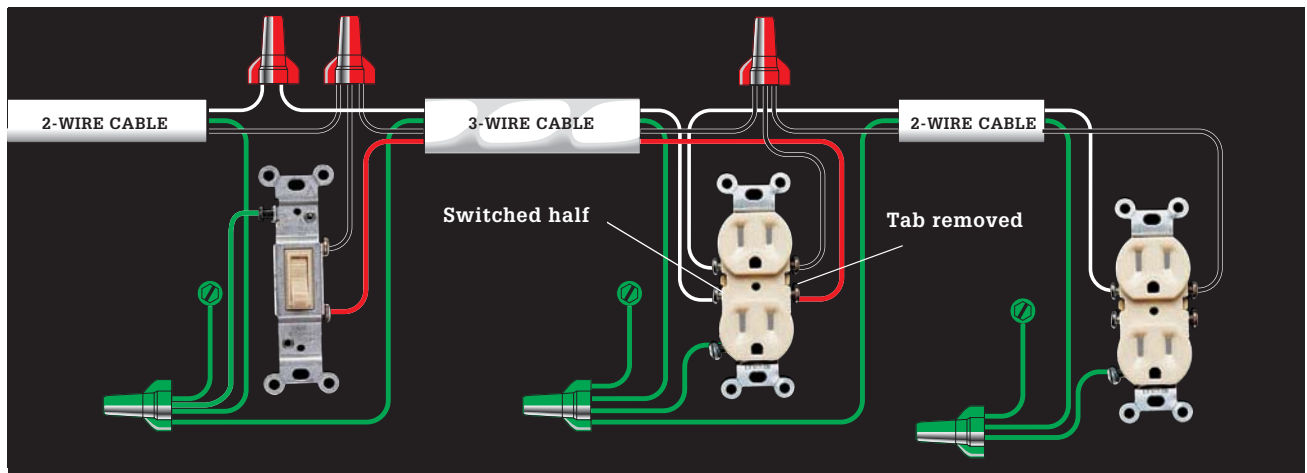 2-WIRE CABLE
3-WIRE CABLE
2-WIRE CABLE
Switched half
Tab removed